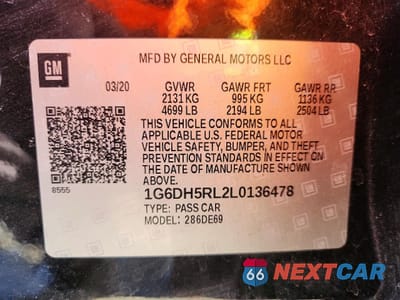 MFD BY GENERAL MOTORS LLC
GM
03/20 GVWR GAWR FRT GAWR RR
2131 KG 995 KG 1136 KG
4699 LB 2194 LB 2504 LB
THIS VEHICLE CONFORMS TO ALL
APPLICABLE U.S. FEDERAL MOTOR
VEHICLE SAFETY, BUMPER, AND THEFT
PREVENTION STANDARDS IN EFFECT ON
THE DATE OF MANUFACTURE SHOWN
ABOVE.
8555
1G6DH5RL2L0136478
TYPE: PASS CAR
MODEL: 286DE69
66 NEXTCAR